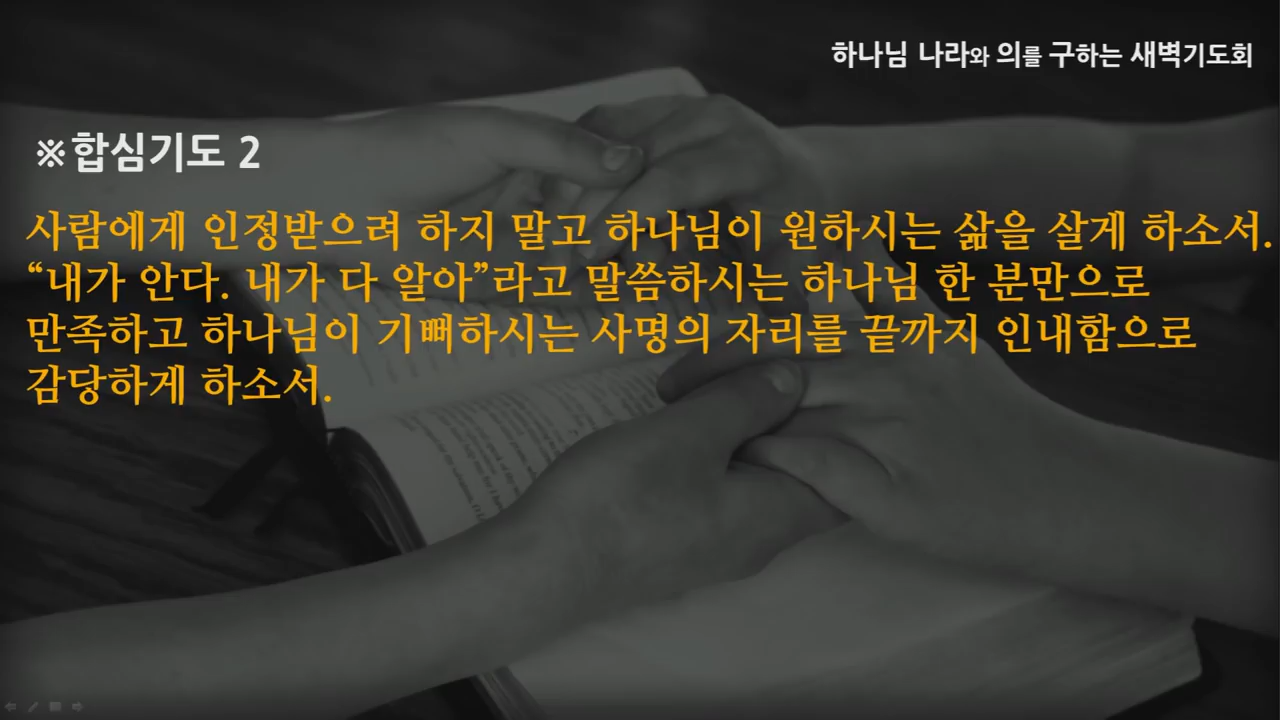 하나님 나라와 의를 구하는 새벽기도회
※합심기도 2
사람에게 인정받으려 하지 말고 하나님이 원하시는 삶을 살게 하소서.
“내가 안다. 내가 다 알아”라고 말씀하시는 하나님 한 분만으로
만족하고 하나님이 기뻐하시는 사명의 자리를 끝까지 인내함으로
감당하게 하소서.